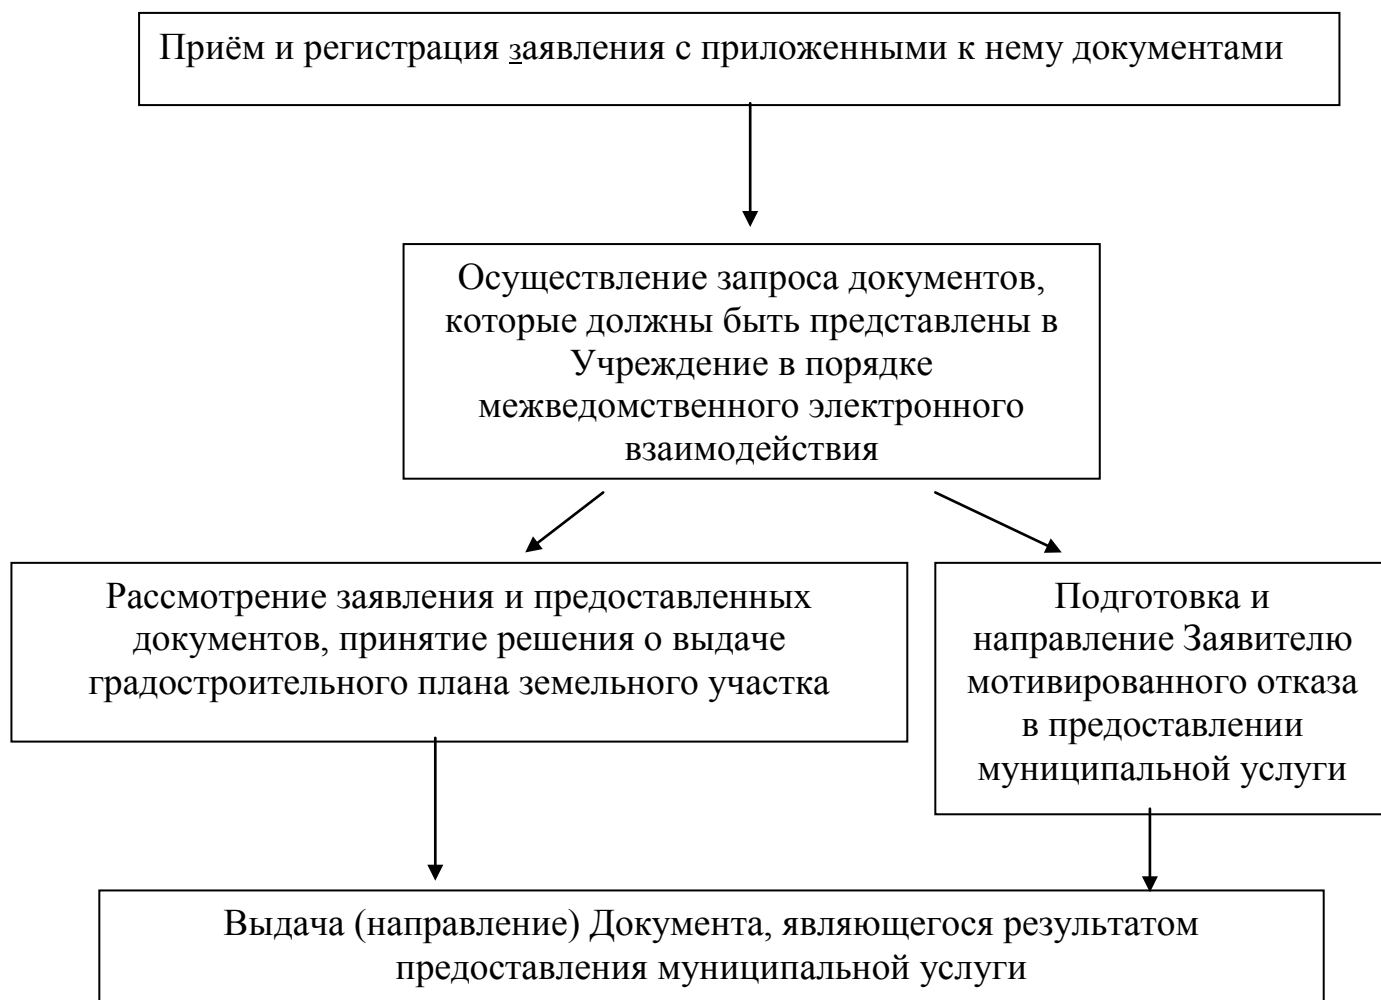 Приём и регистрация заявления с приложенными к нему документами
Осуществление запроса документов,
которые должны быть представлены в
Учреждение в порядке
межведомственного электронного
взаимодействия
Рассмотрение заявления и предоставленных
документов, принятие решения о выдаче
градостроительного плана земельного участка
Подготовка и
направление Заявителю
мотивированного отказа
в предоставлении
муниципальной услуги
Выдача (направление) Документа, являющегося результатом
предоставления муниципальной услуги